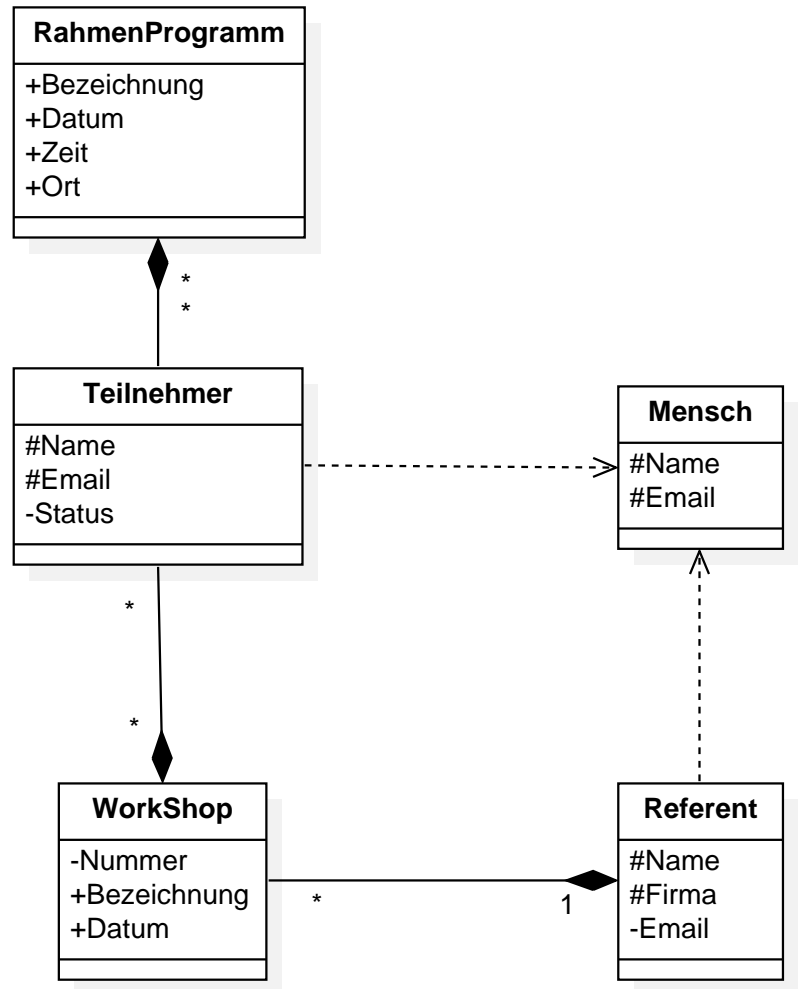 RahmenProgramm
+Bezeichnung
+Datum
+Zeit
+Ort
*
*
Teilnehmer
#Name
#Email
-Status
Mensch
#Name
#Email
*
*
WorkShop
-Nummer
+Bezeichnung
+Datum
*
1
Referent
#Name
#Firma
-Email